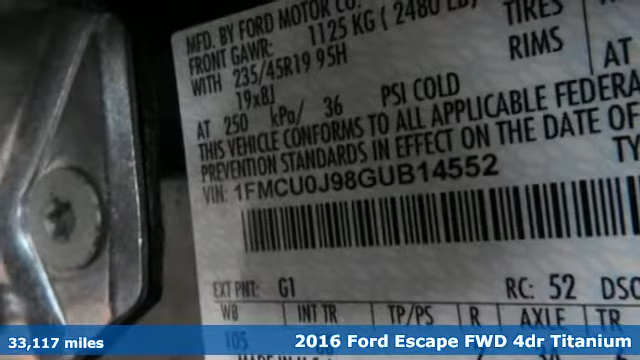 MFD. BY FORD MOTOR CO.
FRONT GAWR: 1125 KG ( 2480 LB)
WITH TIRES
235/45R19 95H RIMS
19x8J
AT 250 kPa/ 36 PSI COLD AT
THIS VEHICLE CONFORMS TO ALL APPLICABLE FEDERA
PREVENTION STANDARDS IN EFFECT ON THE DATE OF
VIN: 1FMCU0J98GUB14552 TY
EXT PNT: G1 RC: 52 DSO
WB INT TR TP/PS R AXLE TR
105
33,117 miles
2016 Ford Escape FWD 4dr Titanium